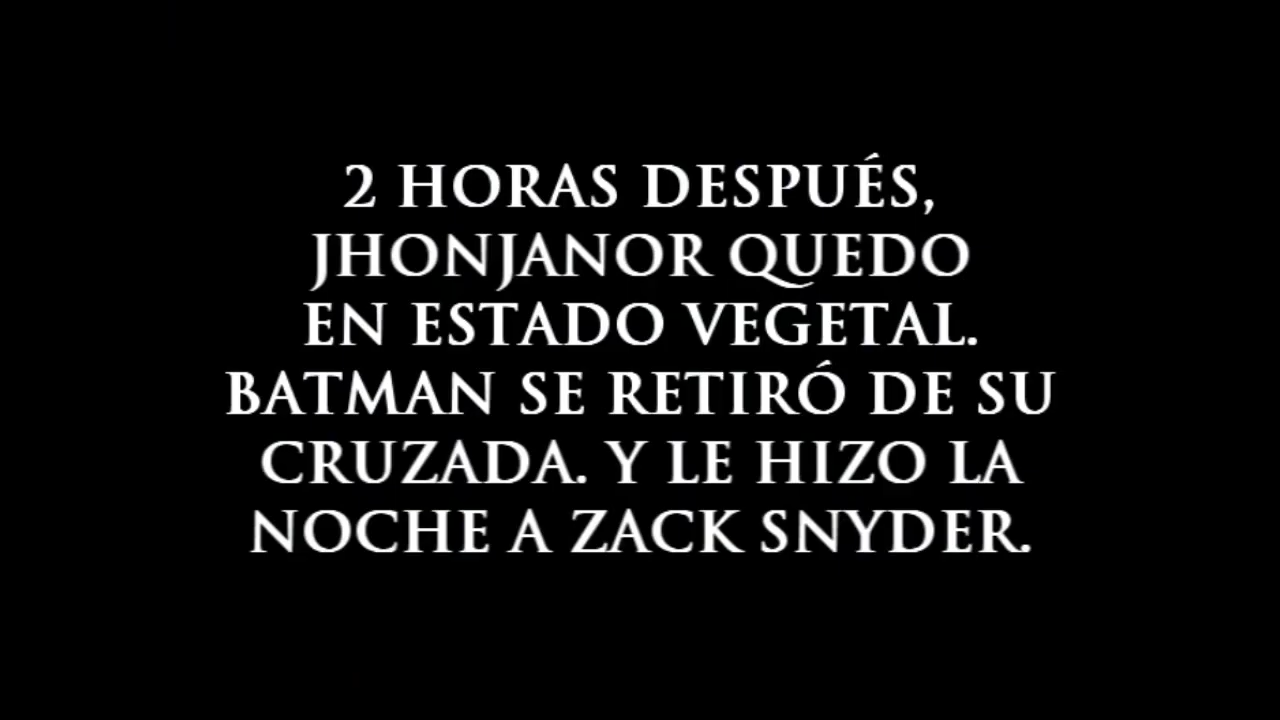 2 HORAS DESPUÉS,
JHONJANOR QUEDO
EN ESTADO VEGETAL.
BATMAN SE RETIRÓ DE SU
CRUZADA. Y LE HIZO LA
NOCHE A ZACK SNYDER.